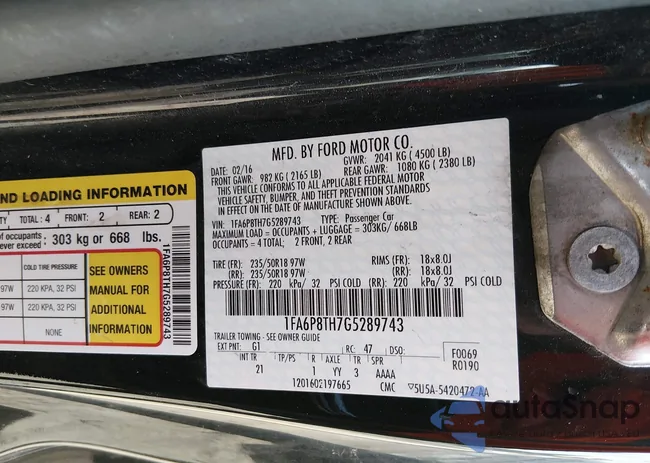 ND LOADING INFORMATION
TY: TOTAL: 4 FRONT: 2 REAR: 2
of occupants
never exceed : 303 kg or 668 lbs.
COLD TIRE PRESSURE
97W 220 KPA, 32 PSI
97W 220 KPA, 32 PSI
NONE
SEE OWNERS
MANUAL FOR
ADDITIONAL
INFORMATION
1FA6P8TH7G5289743
MFD. BY FORD MOTOR CO.
02/16 GVWR: 2041 KG ( 4500 LB)
FRONT GAWR: 982 KG ( 2165 LB) REAR GAWR: 1080 KG ( 2380 LB)
THIS VEHICLE CONFORMS TO ALL APPLICABLE FEDERAL MOTOR
VEHICLE SAFETY, BUMPER, AND THEFT PREVENTION STANDARDS
IN EFFECT ON THE DATE OF MANUFACTURE SHOWN ABOVE.
VIN: 1FA6P8TH7G5289743 TYPE: Passenger Car
MAXIMUM LOAD = OCCUPANTS + LUGGAGE = 303KG/ 668LB
OCCUPANTS = 4 TOTAL; 2 FRONT, 2 REAR
TIRE (FR): 235/50R18 97W RIMS (FR): 18x8.0J
(RR): 235/50R18 97W (RR): 18x8.0J
PRESSURE (FR): 220 kPa/ 32 PSI COLD (RR): 220 kPa/ 32 PSI COLD
1FA6P8TH7G5289743
TRAILER TOWING - SEE OWNER GUIDE
EXT PNT: G1 RC: 47 DSO: F0069
INT TR TP/PS R AXLE TR SPR R0190
21 1 YY 3 AAAA
1201602197665 CMC ▽5U5A-5420472-AA
autoSnap